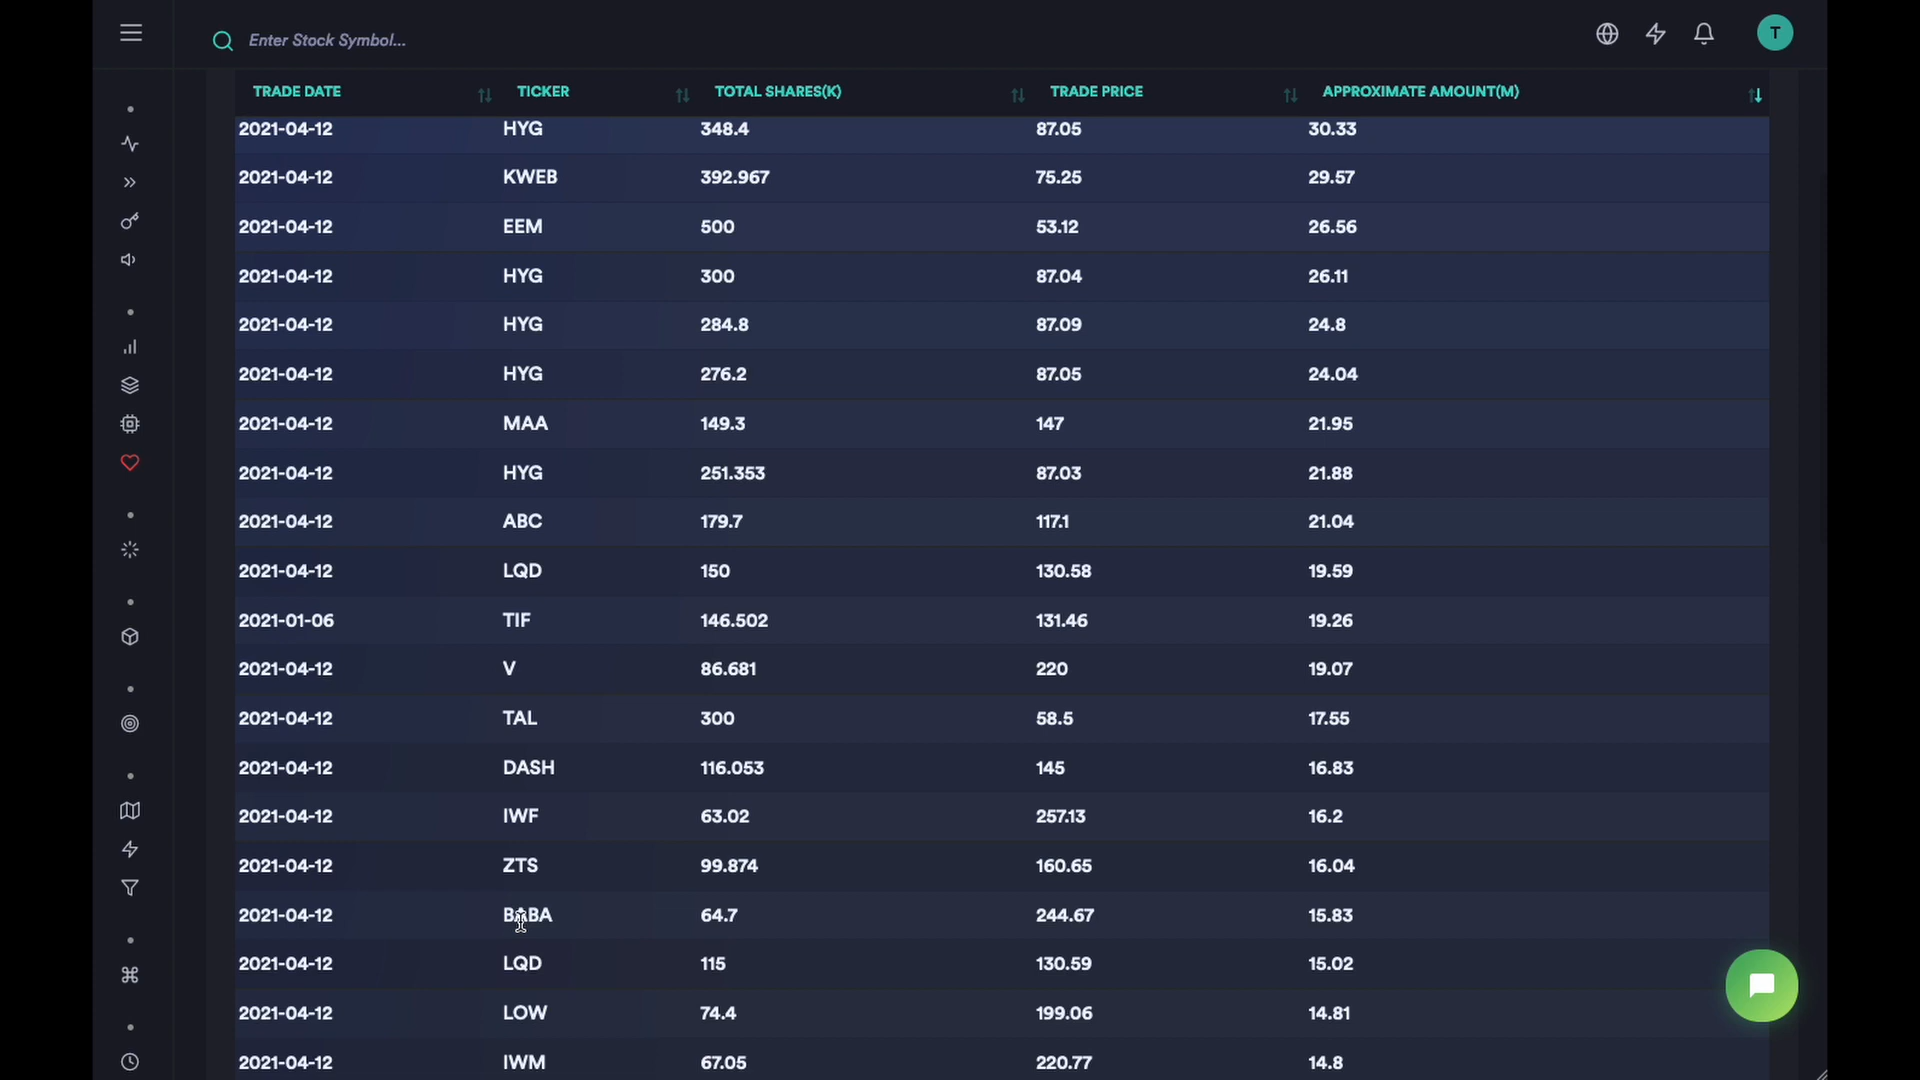 Enter Stock Symbol...
T
TRADE DATE TICKER TOTAL SHARES(K) TRADE PRICE APPROXIMATE AMOUNT(M)
2021-04-12 HYG 348.4 87.05 30.33
2021-04-12 KWEB 392.967 75.25 29.57
2021-04-12 EEM 500 53.12 26.56
2021-04-12 HYG 300 87.04 26.11
2021-04-12 HYG 284.8 87.09 24.8
2021-04-12 HYG 276.2 87.05 24.04
2021-04-12 MAA 149.3 147 21.95
2021-04-12 HYG 251.353 87.03 21.88
2021-04-12 ABC 179.7 117.1 21.04
2021-04-12 LQD 150 130.58 19.59
2021-01-06 TIF 146.502 131.46 19.26
2021-04-12 V 86.681 220 19.07
2021-04-12 TAL 300 58.5 17.55
2021-04-12 DASH 116.053 145 16.83
2021-04-12 IWF 63.02 257.13 16.2
2021-04-12 ZTS 99.874 160.65 16.04
2021-04-12 BABA 64.7 244.67 15.83
2021-04-12 LQD 115 130.59 15.02
2021-04-12 LOW 74.4 199.06 14.81
2021-04-12 IWM 67.05 220.77 14.8